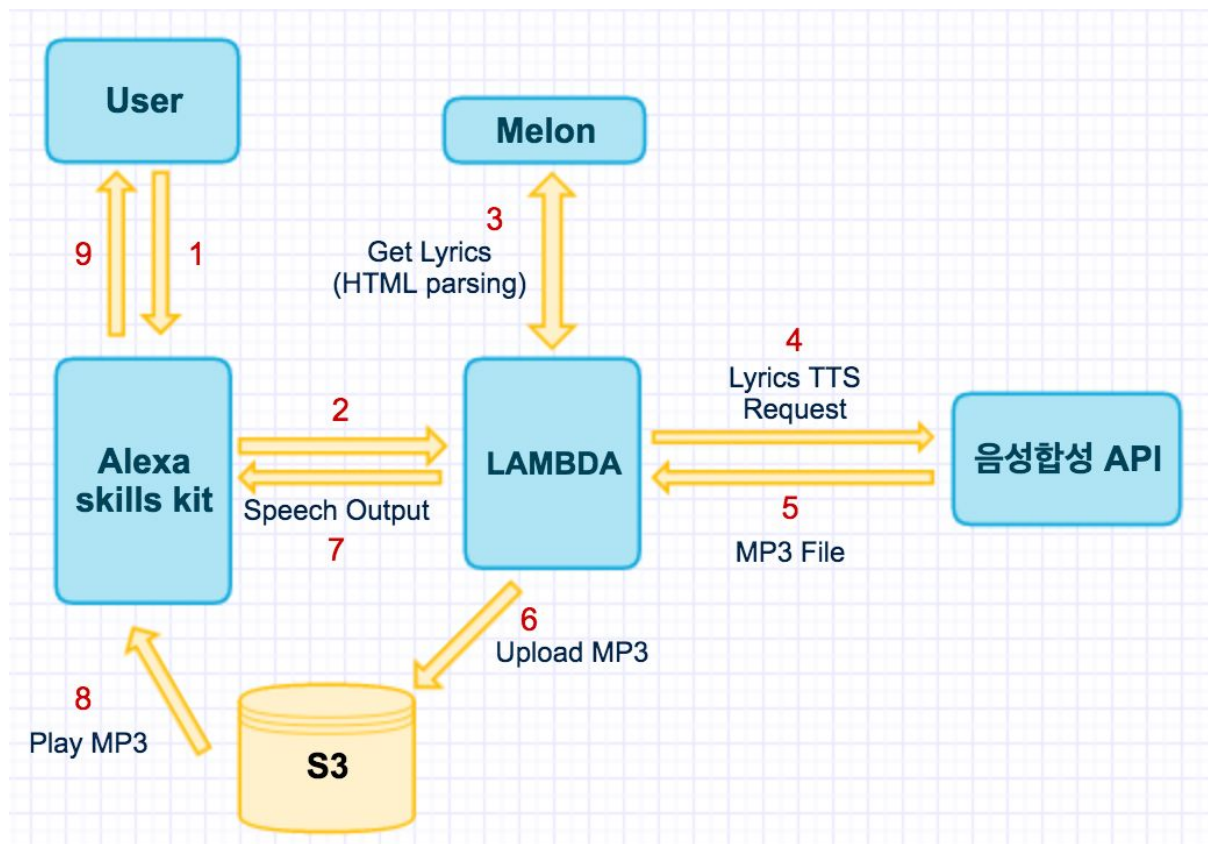 User
Melon
9
1
3
Get Lyrics
(HTML parsing)
4
Lyrics TTS
Request
2
Alexa
skills kit
LAMBDA
음성합성 API
Speech Output
7
5
MP3 File
6
Upload MP3
8
Play MP3
S3